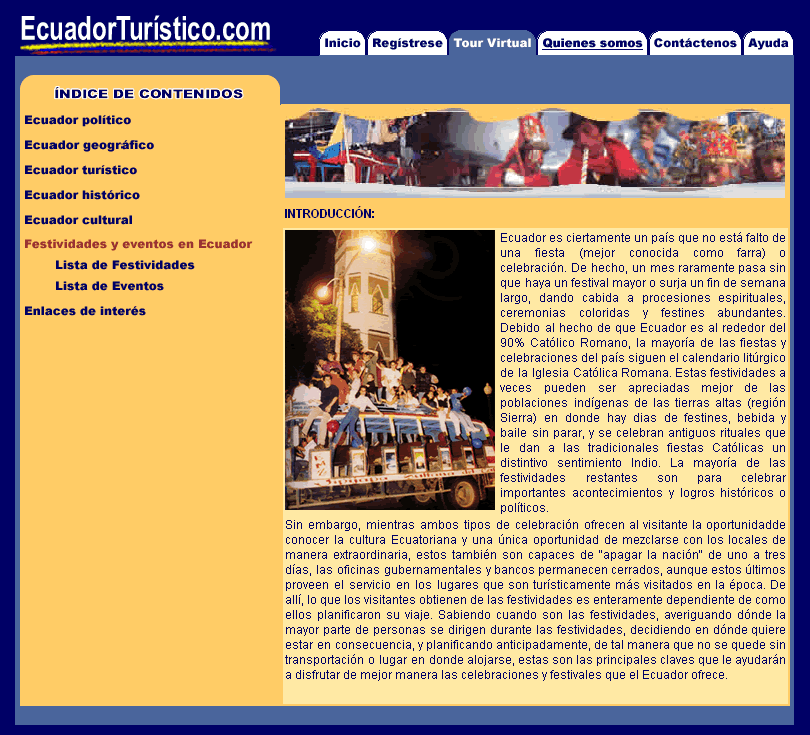 EcuadorTurístico.com
Inicio
Regístrese
Tour Virtual
Quienes somos
Contáctenos
Ayuda
ÍNDICE DE CONTENIDOS
Ecuador político
Ecuador geográfico
Ecuador turístico
Ecuador histórico
Ecuador cultural
Festividades y eventos en Ecuador
Lista de Festividades
Lista de Eventos
Enlaces de interés
INTRODUCCIÓN:
Ecuador es ciertamente un país que no está falto de
una fiesta (mejor conocida como farra) o
celebración. De hecho, un mes raramente pasa sin
que haya un festival mayor o surja un fin de semana
largo, dando cabida a procesiones espirituales,
ceremonias coloridas y festines abundantes.
Debido al hecho de que Ecuador es al rededor del
90% Católico Romano, la mayoría de las fiestas y
celebraciones del país siguen el calendario litúrgico
de la Iglesia Católica Romana. Estas festividades a
veces pueden ser apreciadas mejor de las
poblaciones indígenas de las tierras altas (región
Sierra) en donde hay dias de festines, bebida y
baile sin parar, y se celebran antiguos rituales que
le dan a las tradicionales fiestas Católicas un
distintivo sentimiento Indio. La mayoría de las
festividades restantes son para celebrar
importantes acontecimientos y logros históricos o
políticos.
Sin embargo, mientras ambos tipos de celebración ofrecen al visitante la oportunidadde
conocer la cultura Ecuatoriana y una única oportunidad de mezclarse con los locales de
manera extraordinaria, estos también son capaces de "apagar la nación" de uno a tres
días, las oficinas gubernamentales y bancos permanecen cerrados, aunque estos últimos
proveen el servicio en los lugares que son turísticamente más visitados en la época. De
allí, lo que los visitantes obtienen de las festividades es enteramente dependiente de como
ellos planificaron su viaje. Sabiendo cuando son las festividades, averiguando dónde la
mayor parte de personas se dirigen durante las festividades, decidiendo en dónde quiere
estar en consecuencia, y planificando anticipadamente, de tal manera que no se quede sin
transportación o lugar en donde alojarse, estas son las principales claves que le ayudarán
a disfrutar de mejor manera las celebraciones y festivales que el Ecuador ofrece.